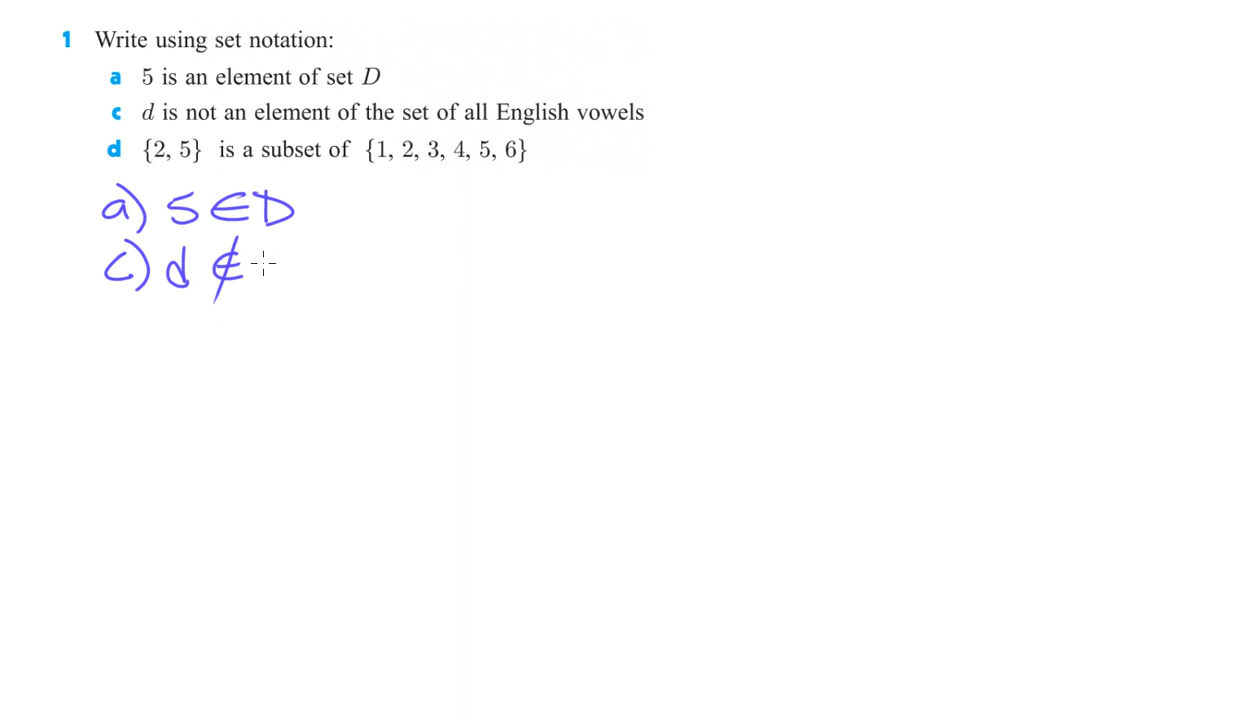 1 Write using set notation:
a 5 is an element of set D
c d is not an element of the set of all English vowels
d {2, 5} is a subset of {1, 2, 3, 4, 5, 6}
a) 5 ∈ D
c) d ∉